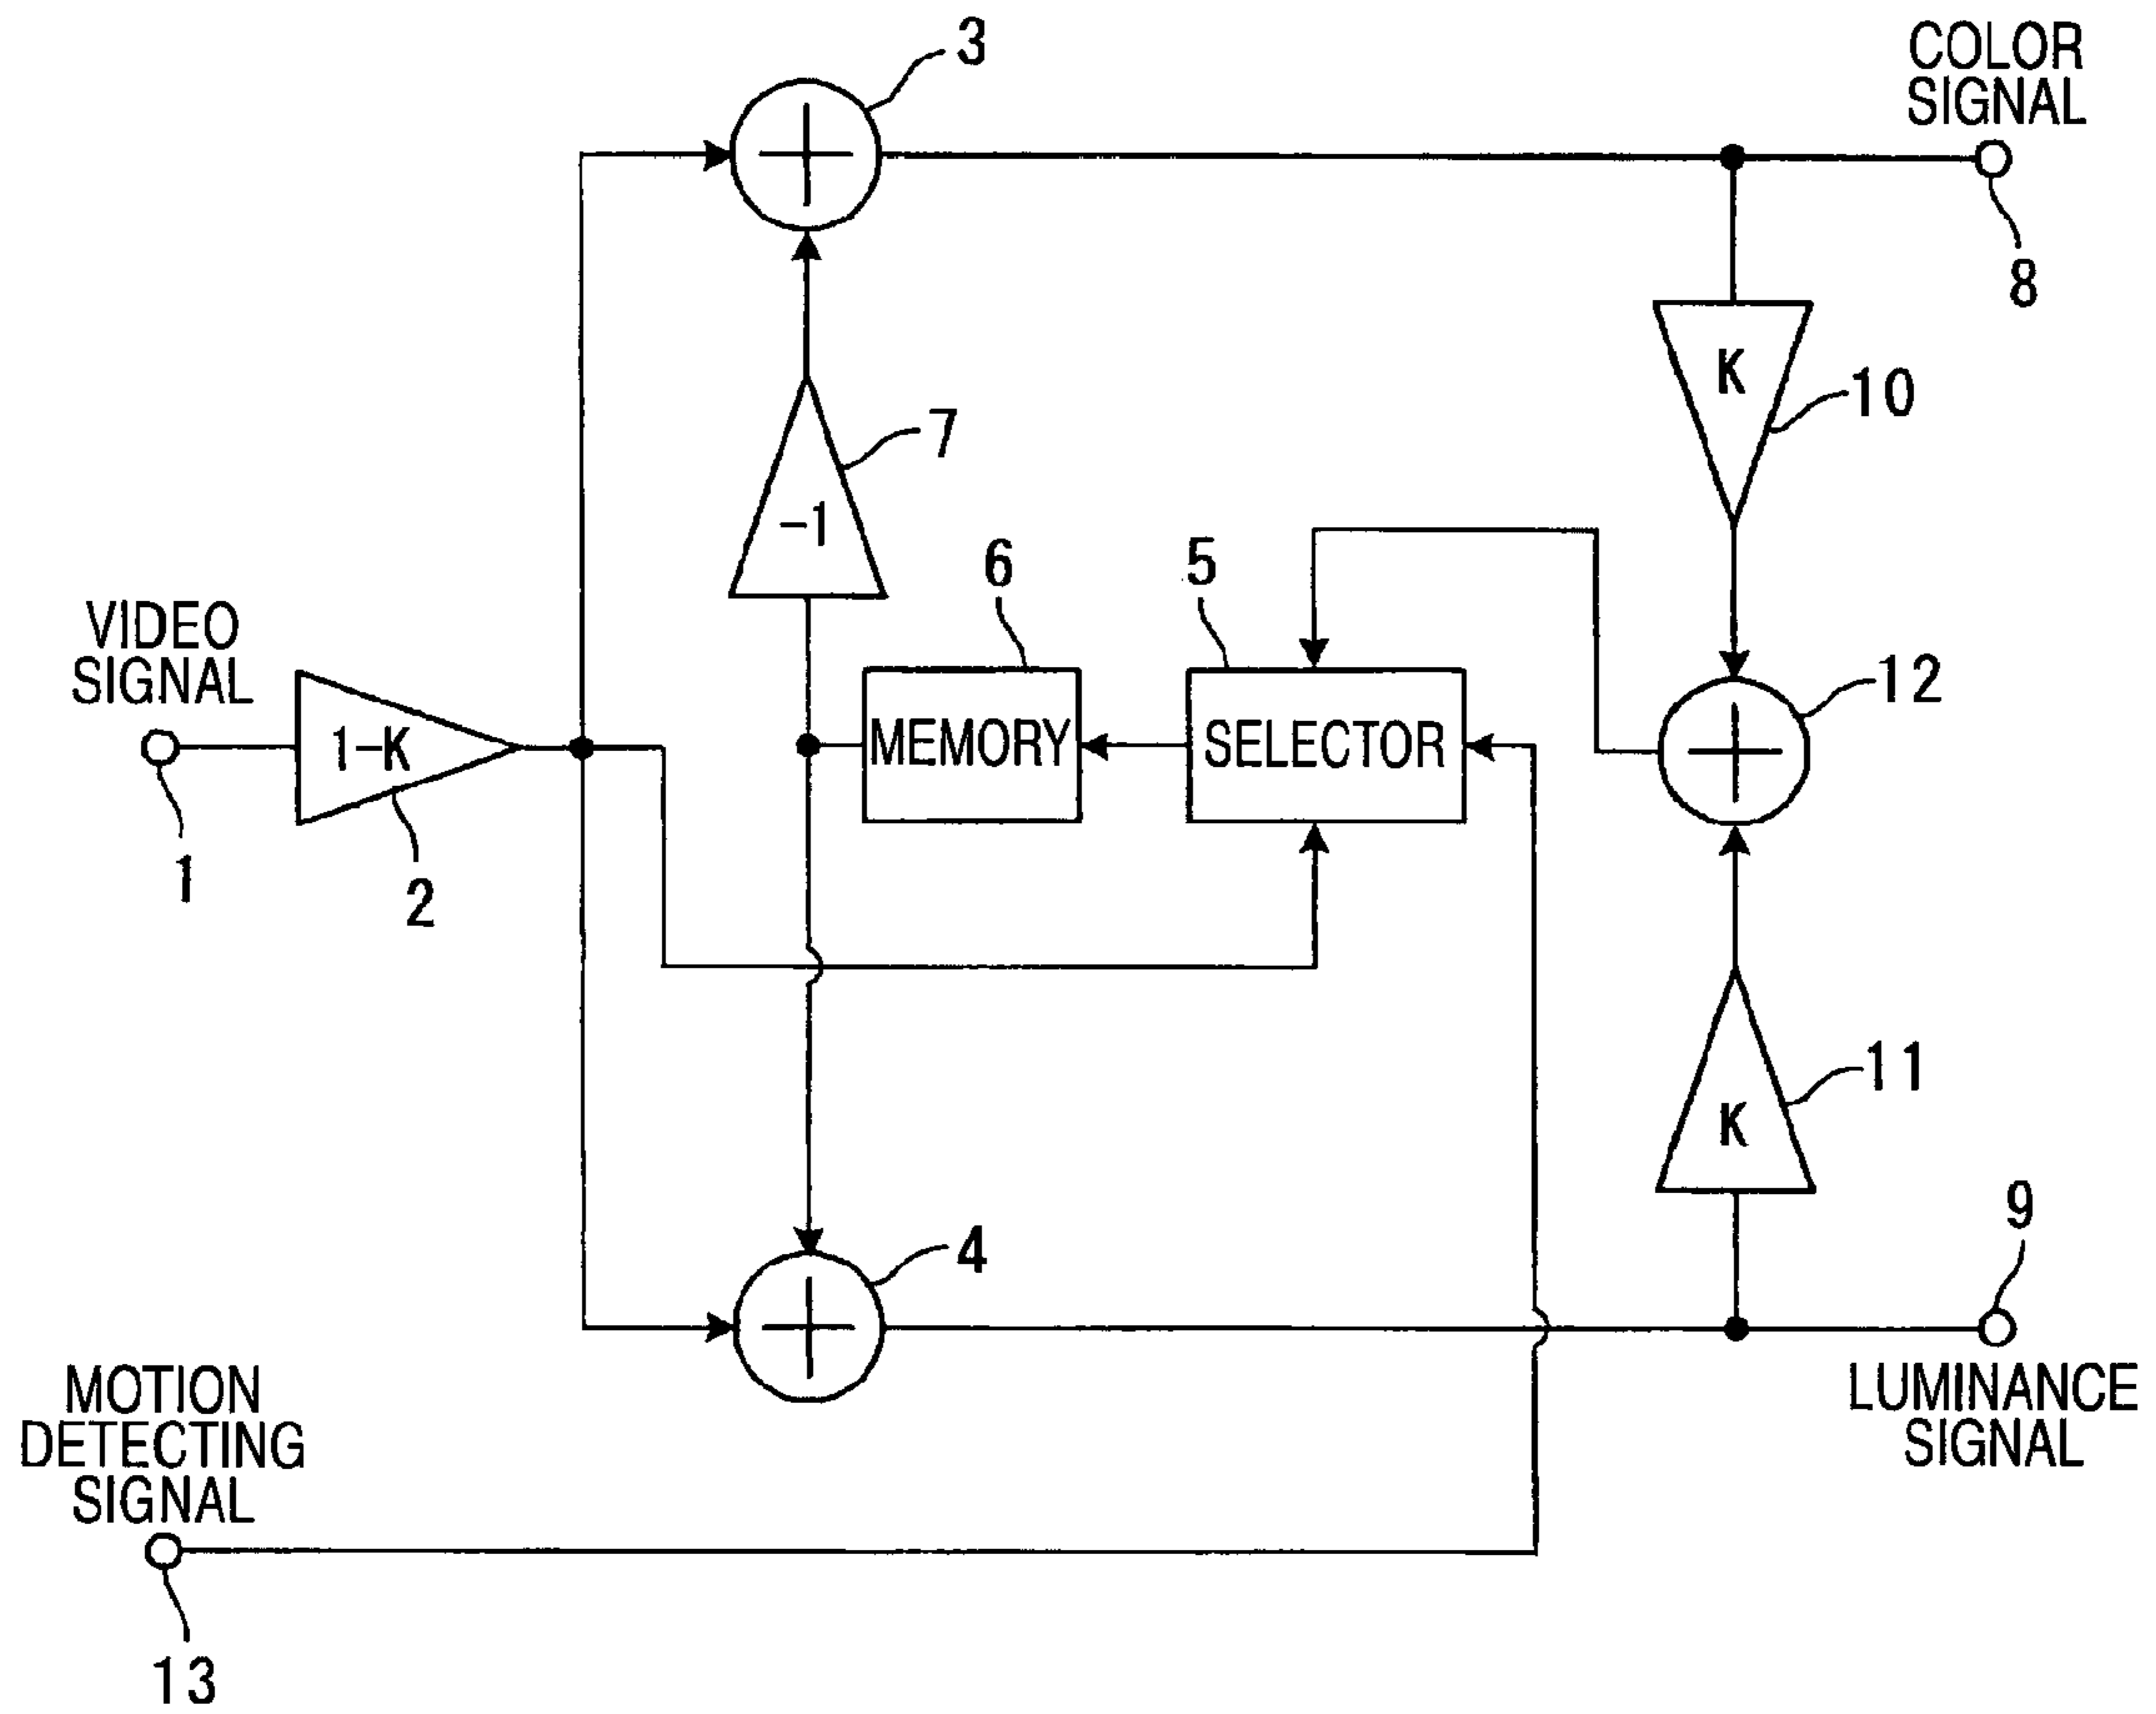 3
COLOR
SIGNAL
8
K
10
7
-1
6
5
VIDEO
SIGNAL
12
1-K
MEMORY
SELECTOR
1
2
11
K
9
4
MOTION
DETECTING
SIGNAL
LUMINANCE
SIGNAL
13